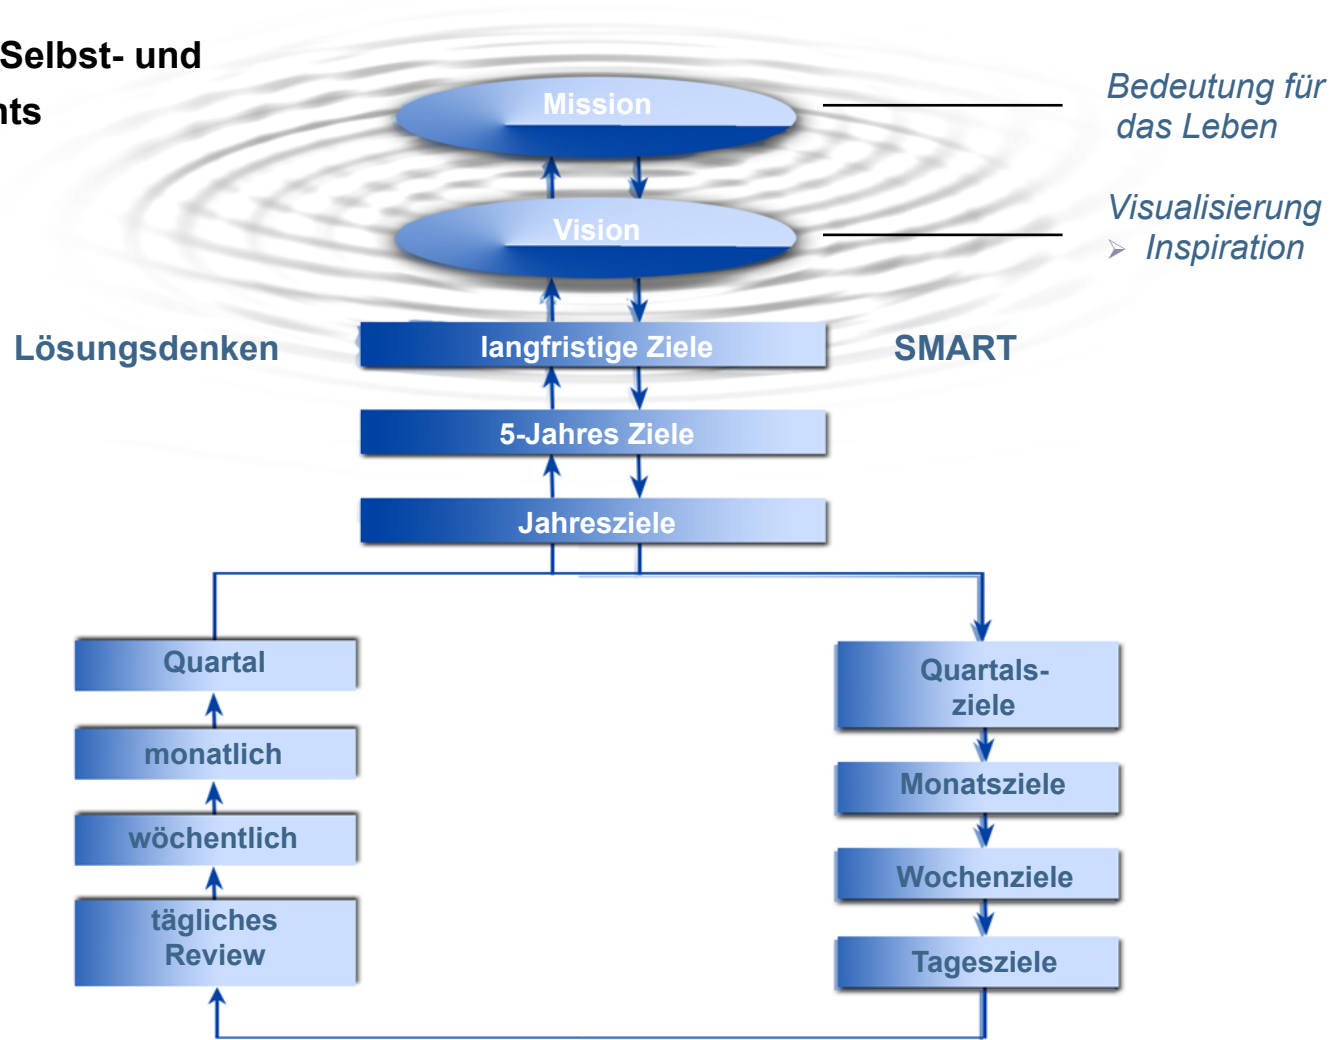 Selbst- und
nts
Mission
Bedeutung für
das Leben
Vision
Visualisierung
➢ Inspiration
Lösungsdenken
langfristige Ziele
SMART
5-Jahres Ziele
Jahresziele
Quartal
monatlich
wöchentlich
tägliches
Review
Quartals-
ziele
Monatsziele
Wochenziele
Tagesziele